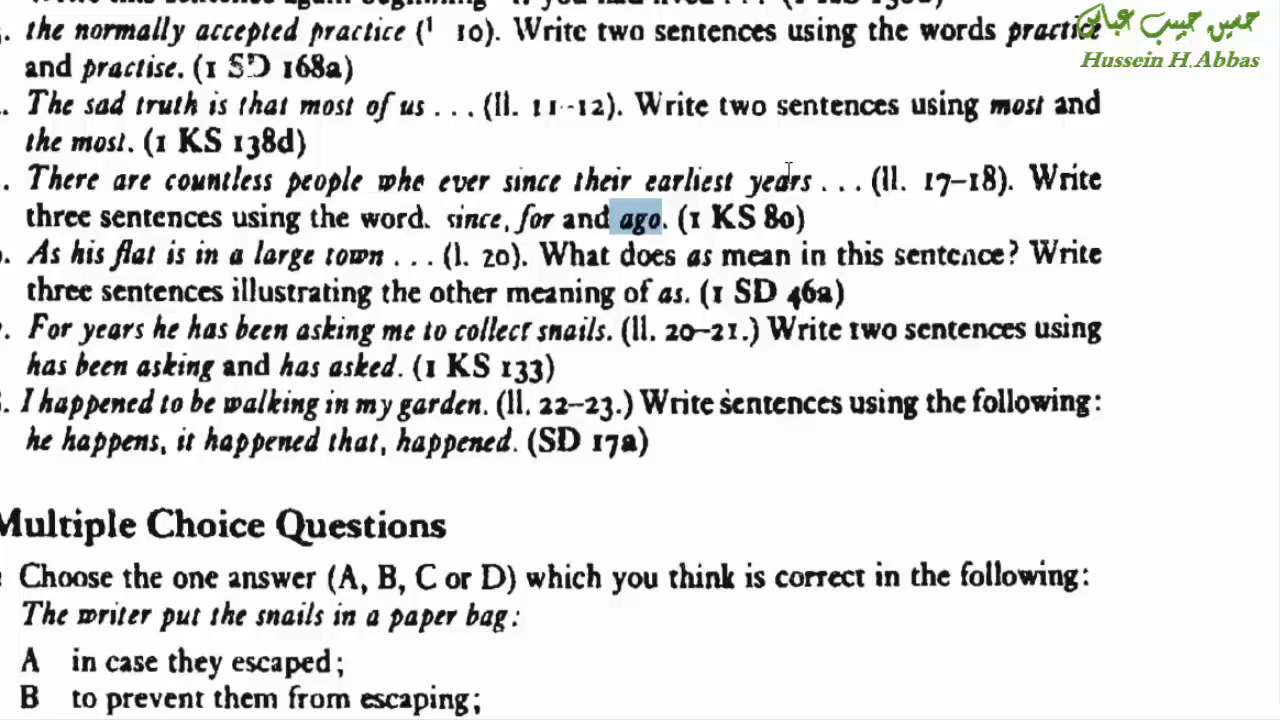 حسين حبيب عباس
Hussein H.Abbas
. the normally accepted practice (l 10). Write two sentences using the words practice
and practise. (1 SD 168a)
. The sad truth is that most of us . . . (ll. 11-12). Write two sentences using most and
the most. (1 KS 138d)
. There are countless people who ever since their earliest years . . . (ll. 17–18). Write
three sentences using the word. since, for and ago. (1 KS 80)
. As his flat is in a large town . . . (l. 20). What does as mean in this sentence? Write
three sentences illustrating the other meaning of as. (1 SD 46a)
. For years he has been asking me to collect snails. (ll. 20–21.) Write two sentences using
has been asking and has asked. (1 KS 133)
. I happened to be walking in my garden. (ll. 22–23.) Write sentences using the following:
he happens, it happened that, happened. (SD 17a)
Multiple Choice Questions
Choose the one answer (A, B, C or D) which you think is correct in the following:
The writer put the snails in a paper bag:
A in case they escaped;
B to prevent them from escaping;